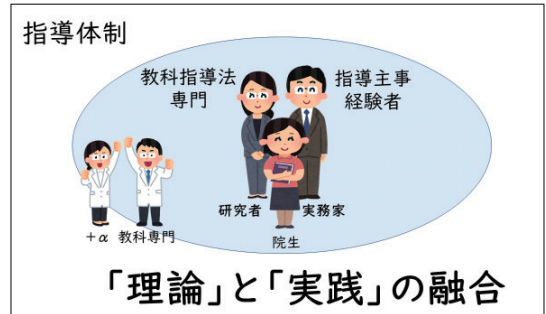 指導体制
教科指導法
専門
指導主事
経験者
研究者
実務家
院生
+α 教科専門
「理論」と「実践」の融合